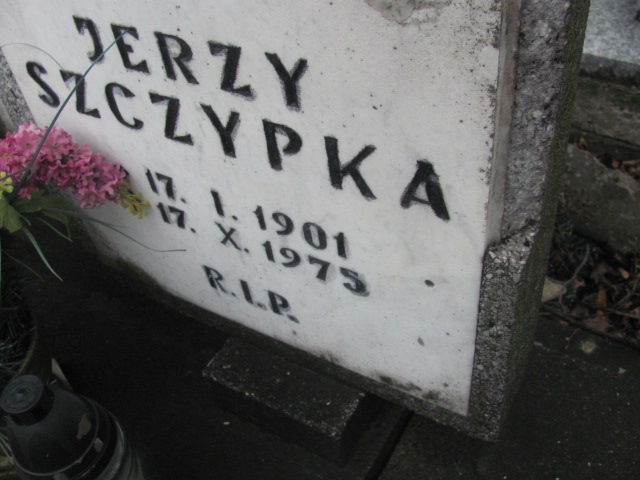 JERZY
SZCZYPKA
17. I. 1901
17. X. 1975
R.I.P.